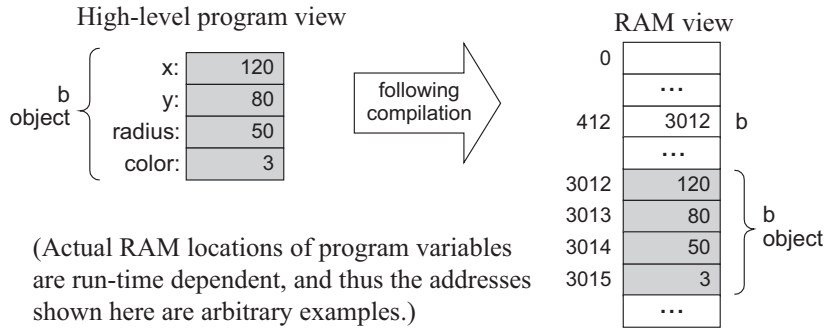 High-level program view
b
object
x: 120
y: 80
radius: 50
color: 3
following
compilation
RAM view
0
...
412 3012 b
...
3012 120
3013 80
3014 50
3015 3
b
object
...
(Actual RAM locations of program variables
are run-time dependent, and thus the addresses
shown here are arbitrary examples.)